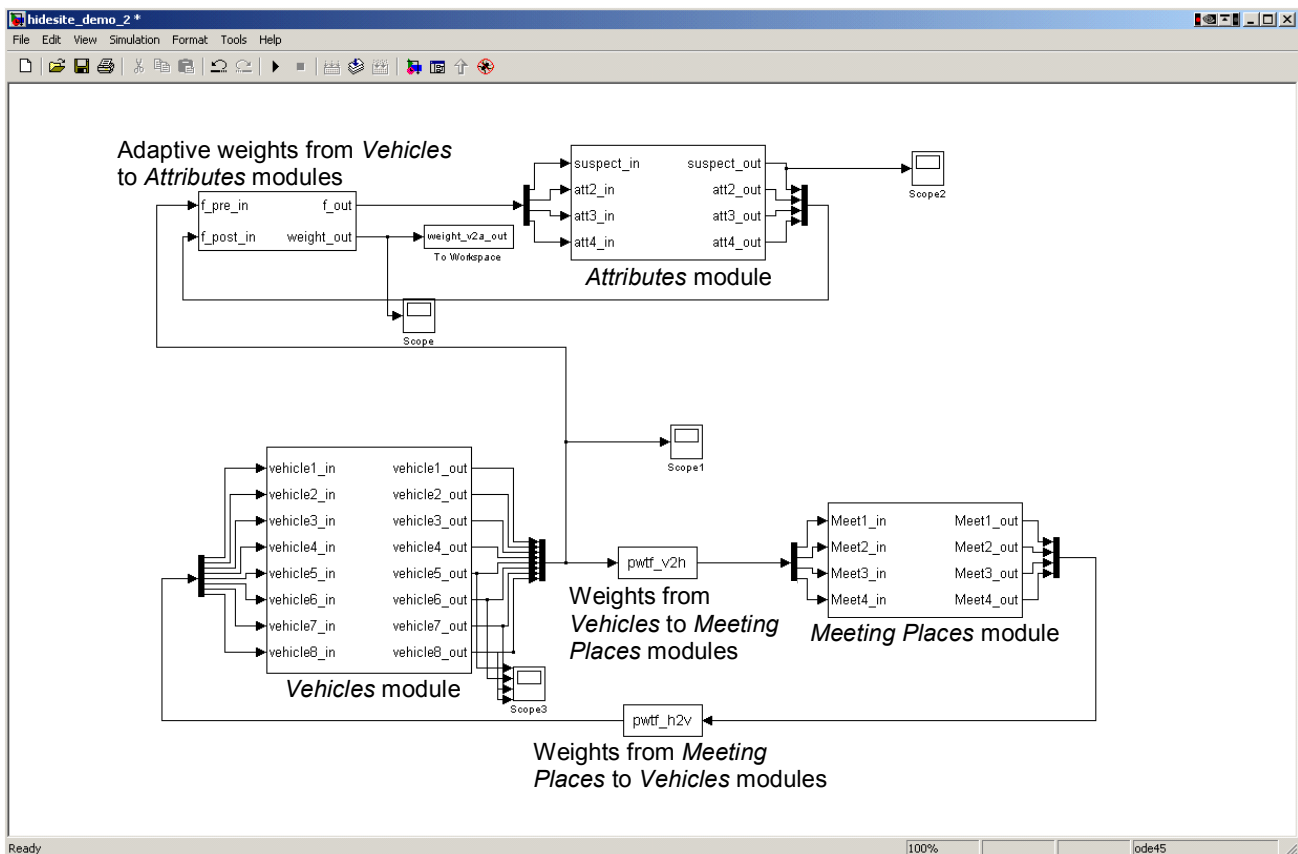 hidesite_demo_2 *
File Edit View Simulation Format Tools Help
Adaptive weights from Vehicles
to Attributes modules
f_pre_in f_out
f_post_in weight_out
weight_v2a_out
To Workspace
Scope
suspect_in suspect_out
att2_in att2_out
att3_in att3_out
att4_in att4_out
Attributes module
Scope2
Scope1
vehicle1_in vehicle1_out
vehicle2_in vehicle2_out
vehicle3_in vehicle3_out
vehicle4_in vehicle4_out
vehicle5_in vehicle5_out
vehicle6_in vehicle6_out
vehicle7_in vehicle7_out
vehicle8_in vehicle8_out
Vehicles module
Scope3
pwtf_v2h
Weights from
Vehicles to Meeting
Places modules
Meet1_in Meet1_out
Meet2_in Meet2_out
Meet3_in Meet3_out
Meet4_in Meet4_out
Meeting Places module
pwtf_h2v
Weights from Meeting
Places to Vehicles modules
Ready 100% ode45